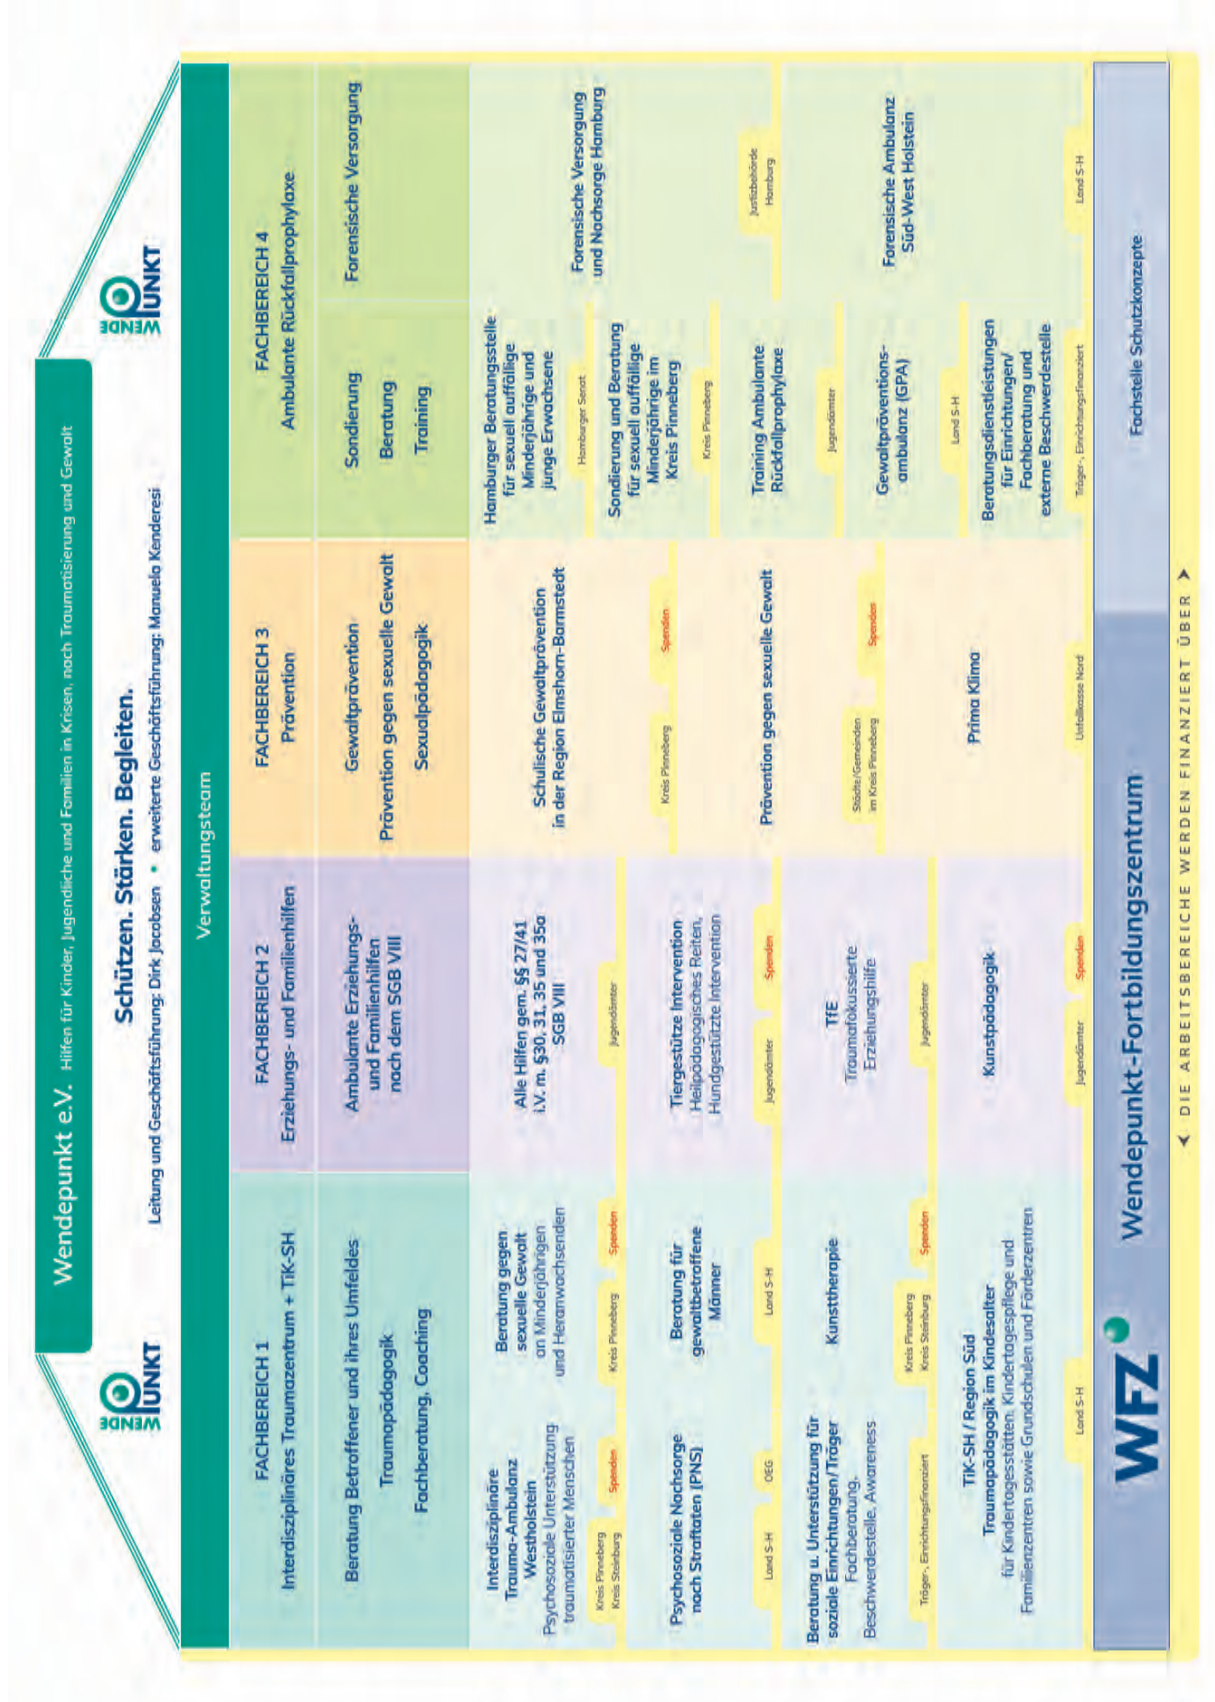 Wendepunkt e.V. Hilfen für Kinder, Jugendliche und Familien in Krisen, nach Traumatisierung und Gewalt
WENDE
PUNKT
Schützen. Stärken. Begleiten.
Leitung und Geschäftsführung: Dirk Jacobsen • erweiterte Geschäftsführung: Manuela Kenderesi
WENDE
PUNKT
Verwaltungsteam
FACHBEREICH 1
Interdisziplinäres Traumazentrum + TiK-SH
Beratung Betroffener und ihres Umfeldes
Traumapädagogik
Fachberatung, Coaching
Interdisziplinäre
Trauma-Ambulanz
Westholstein
Psychosoziale Unterstützung
traumatisierter Menschen
Kreis Pinneberg
Kreis Steinburg
Spenden
Beratung gegen
sexuelle Gewalt
an Minderjährigen
und Heranwachsenden
Kreis Pinneberg
Spenden
Psychosoziale Nachsorge
nach Straftaten (PNS)
Land S-H
OEG
Beratung für
gewaltbetroffene
Männer
Land S-H
Beratung u. Unterstützung für
soziale Einrichtungen/Träger
Fachberatung,
Beschwerdestelle, Awareness
Träger-, Einrichtungsfinanziert
Kunsttherapie
Kreis Pinneberg
Kreis Steinburg
Spenden
TiK-SH / Region Süd
Traumapädagogik im Kindesalter
für Kindertagesstätten, Kindertagespflege und
Familienzentren sowie Grundschulen und Förderzentren
Land S-H
FACHBEREICH 2
Erziehungs- und Familienhilfen
Ambulante Erziehungs-
und Familienhilfen
nach dem SGB VIII
Alle Hilfen gem. §§ 27/41
i.V. m. §30, 31, 35 und 35a
SGB VIII
Jugendämter
Tiergestütze Intervention
Heilpädagogisches Reiten,
Hundgestützte Intervention
Jugendämter
Spenden
TfE
Traumafokussierte
Erziehungshilfe
Jugendämter
Kunstpädagogik
Jugendämter
Spenden
FACHBEREICH 3
Prävention
Gewaltprävention
Prävention gegen sexuelle Gewalt
Sexualpädagogik
Schulische Gewaltprävention
in der Region Elmshorn-Barmstedt
Kreis Pinneberg
Spenden
Prävention gegen sexuelle Gewalt
Städte/Gemeinden
im Kreis Pinneberg
Spenden
Prima Klima
Unfallkasse Nord
FACHBEREICH 4
Ambulante Rückfallprophylaxe
Sondierung
Beratung
Training
Forensische Versorgung
Hamburger Beratungsstelle
für sexuell auffällige
Minderjährige und
junge Erwachsene
Hamburger Senat
Sondierung und Beratung
für sexuell auffällige
Minderjährige im
Kreis Pinneberg
Kreis Pinneberg
Training Ambulante
Rückfallprophylaxe
Jugendämter
Gewaltpräventions-
ambulanz (GPA)
Land S-H
Beratungsdienstleistungen
für Einrichtungen/
Fachberatung und
externe Beschwerdestelle
Träger-, Einrichtungsfinanziert
Forensische Versorgung
und Nachsorge Hamburg
Justizbehörde
Hamburg
Forensische Ambulanz
Süd-West Holstein
Land S-H
WFZ Wendepunkt-Fortbildungszentrum
Fachstelle Schutzkonzepte
< DIE ARBEITSBEREICHE WERDEN FINANZIERT ÜBER >